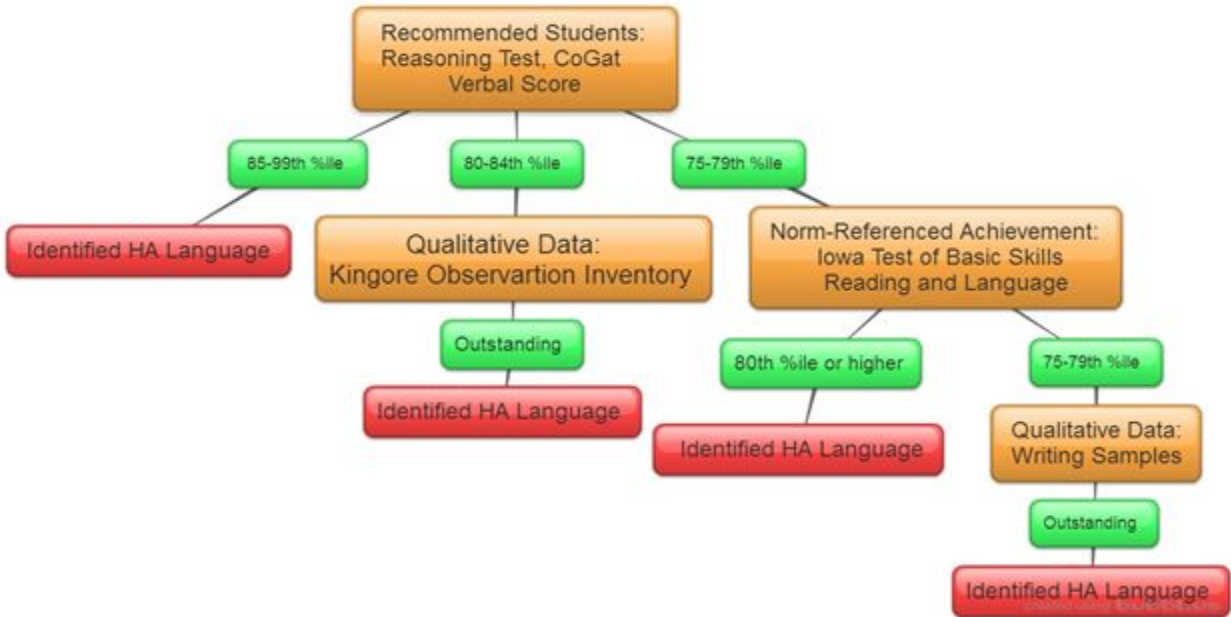 Recommended Students:
Reasoning Test, CoGat
Verbal Score
85-99th %ile
80-84th %ile
75-79th %ile
Identified HA Language
Qualitative Data:
Kingore Observartion Inventory
Norm-Referenced Achievement:
Iowa Test of Basic Skills
Reading and Language
Outstanding
80th %ile or higher
75-79th %ile
Identified HA Language
Identified HA Language
Qualitative Data:
Writing Samples
Outstanding
Identified HA Language
created using